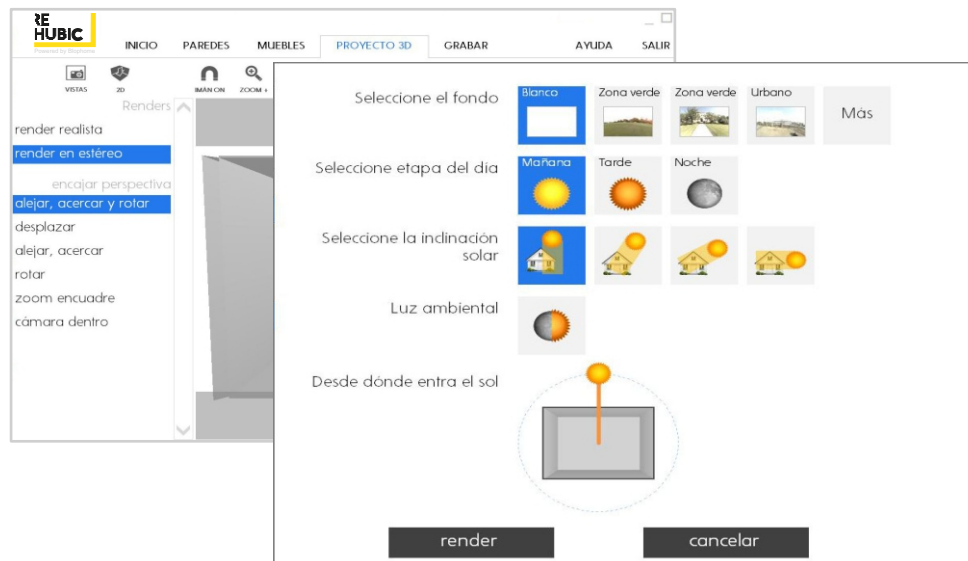 RE
HUBIC
INICIO PAREDES MUEBLES PROYECTO 3D GRABAR AYUDA SALIR
VISTAS 2D IMÁN ON ZOOM +
Renders
render realista
render en estéreo
encajar perspectiva
alejar, acercar y rotar
desplazar
alejar, acercar
rotar
zoom encuadre
cámara dentro
Seleccione el fondo
Blanco Zona verde Zona verde Urbano Más
Seleccione etapa del día
Mañana Tarde Noche
Seleccione la inclinación
solar
Luz ambiental
Desde dónde entra el sol
render cancelar